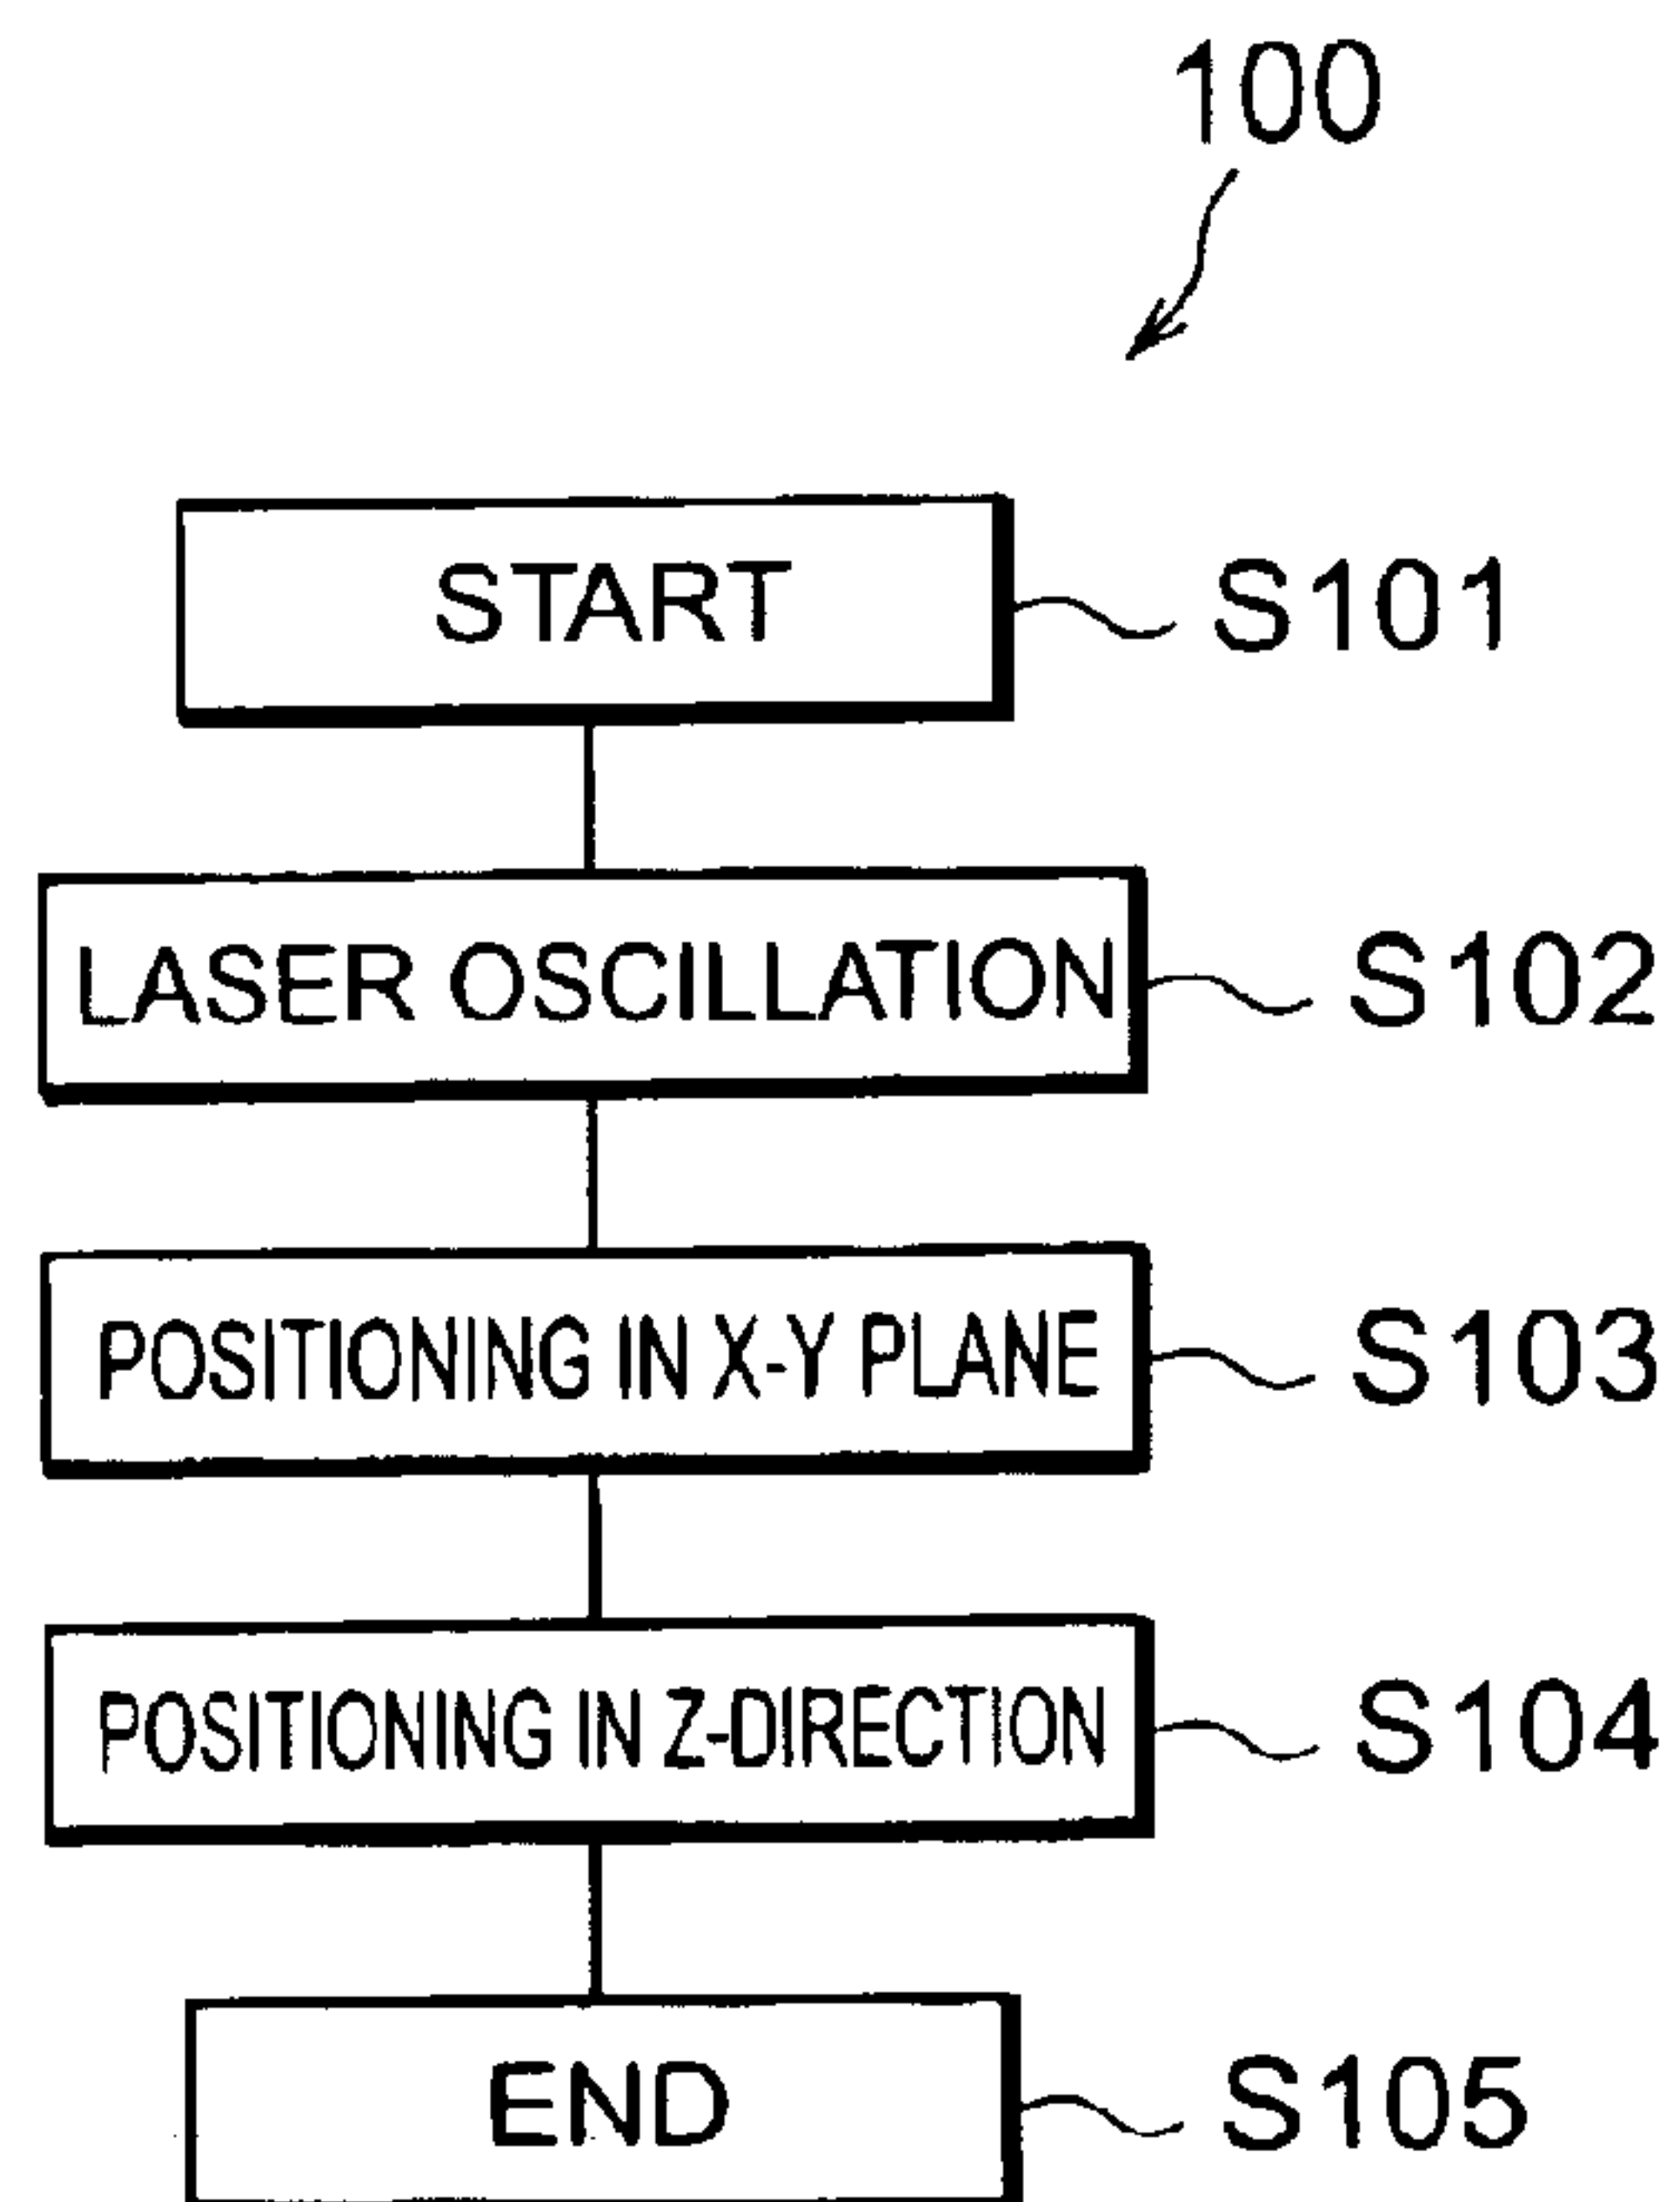 100
START S101
LASER OSCILLATION S102
POSITIONING IN X-Y PLANE S103
POSITIONING IN Z-DIRECTION S104
END S105